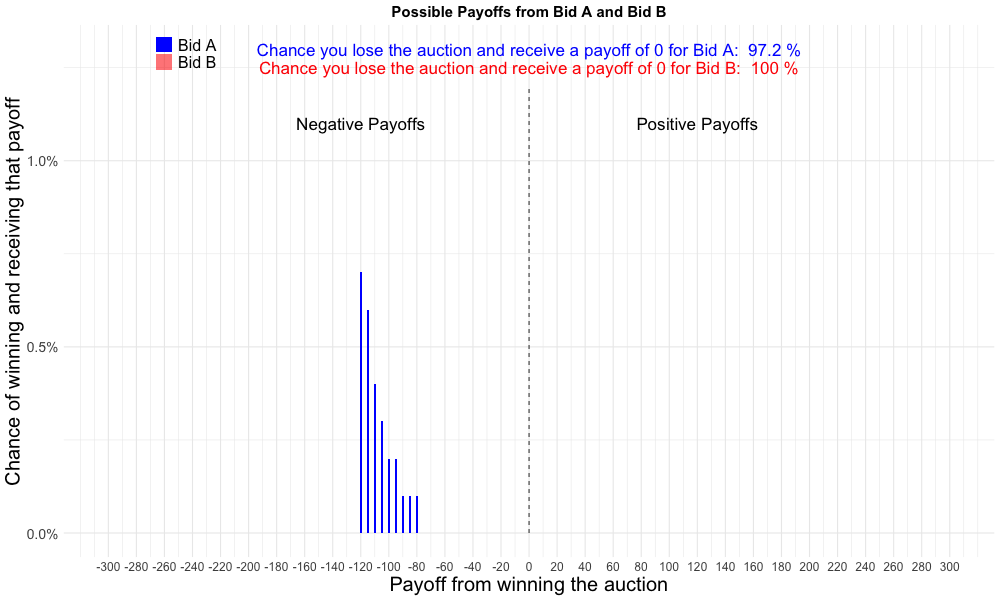 Possible Payoffs from Bid A and Bid B
Bid A
Bid B
Chance you lose the auction and receive a payoff of 0 for Bid A:  97.2 %
Chance you lose the auction and receive a payoff of 0 for Bid B:  100 %
Negative Payoffs
Positive Payoffs
Chance of winning and receiving that payoff
1.0%
0.5%
0.0%
-300 -280 -260 -240 -220 -200 -180 -160 -140 -120 -100 -80 -60 -40 -20 0 20 40 60 80 100 120 140 160 180 200 220 240 260 280 300
Payoff from winning the auction